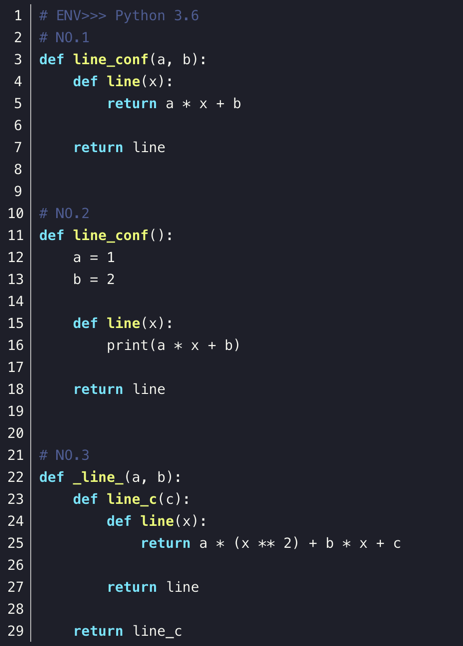 1 # ENV>>> Python 3.6
2 # NO.1
3 def line_conf(a, b):
4     def line(x):
5         return a * x + b
6
7     return line
8
9
10 # NO.2
11 def line_conf():
12     a = 1
13     b = 2
14
15     def line(x):
16         print(a * x + b)
17
18     return line
19
20
21 # NO.3
22 def _line_(a, b):
23     def line_c(c):
24         def line(x):
25             return a * (x ** 2) + b * x + c
26
27         return line
28
29     return line_c